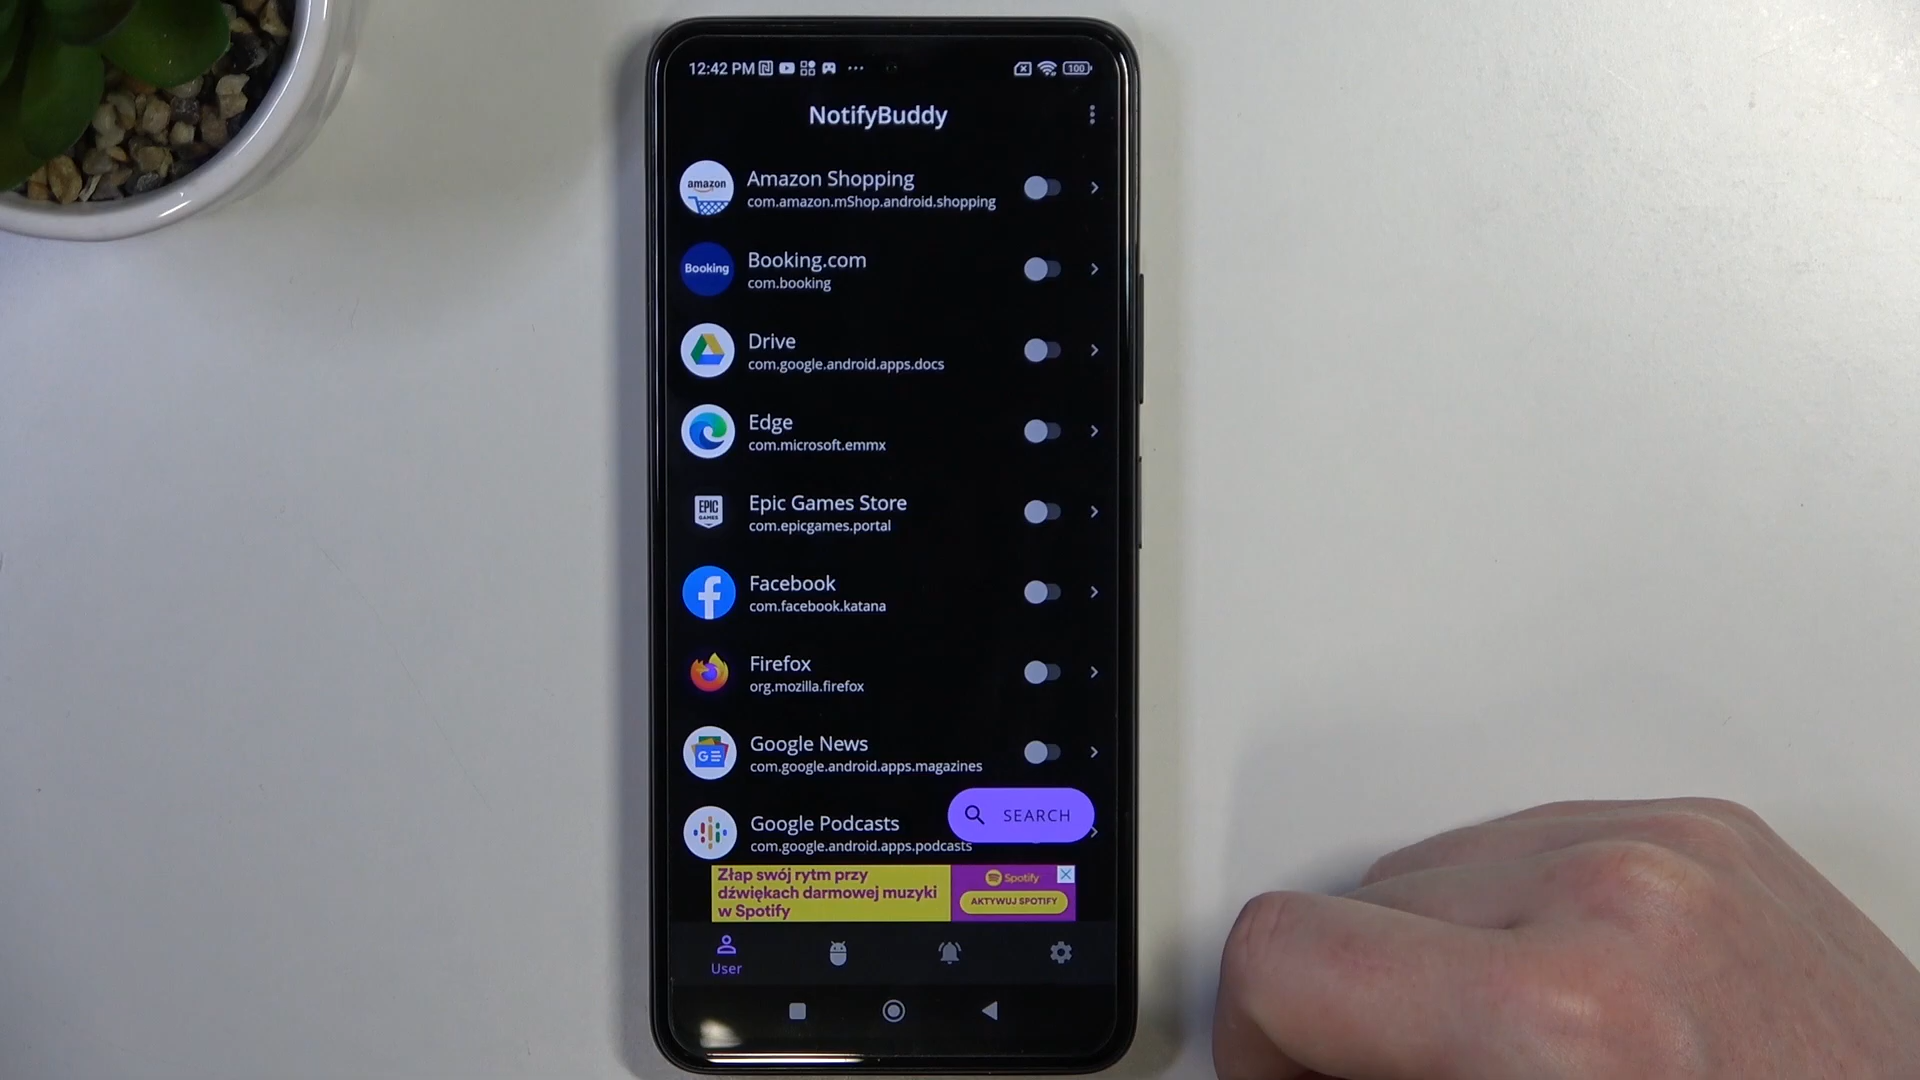 12:42 PM
100
NotifyBuddy
amazon
Amazon Shopping
com.amazon.mShop.android.shopping
Booking
Booking.com
com.booking
Drive
com.google.android.apps.docs
Edge
com.microsoft.emmx
EPIC
GAMES
Epic Games Store
com.epicgames.portal
Facebook
com.facebook.katana
Firefox
org.mozilla.firefox
Google News
com.google.android.apps.magazines
Google Podcasts
com.google.android.apps.podcasts
SEARCH
Złap swój rytm przy
dźwiękach darmowej muzyki
w Spotify
Spotify
AKTYWUJ SPOTIFY
User